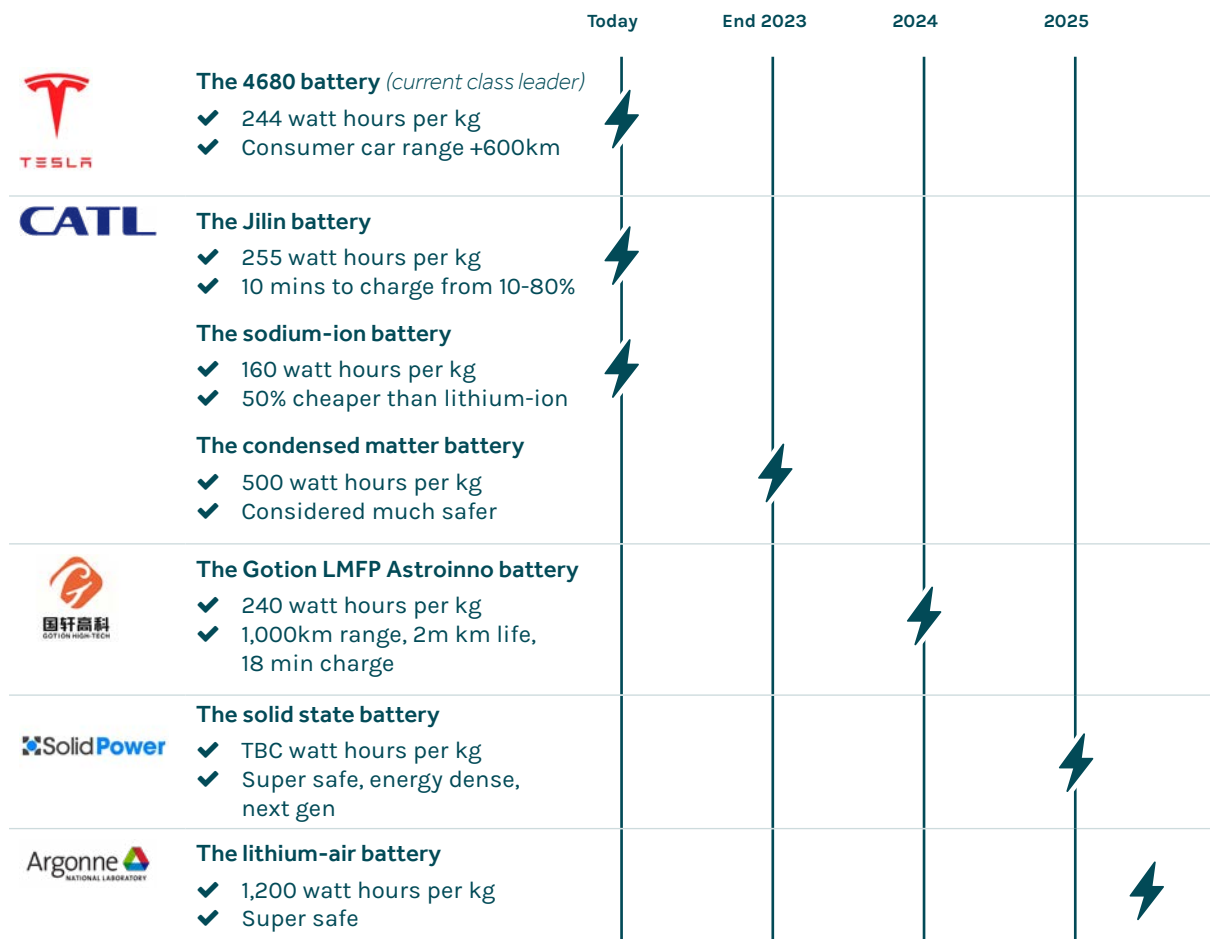 Today End 2023 2024 2025
The 4680 battery (current class leader)
244 watt hours per kg
Consumer car range +600km
TESLA
CATL
The Jilin battery
255 watt hours per kg
10 mins to charge from 10-80%
The sodium-ion battery
160 watt hours per kg
50% cheaper than lithium-ion
The condensed matter battery
500 watt hours per kg
Considered much safer
国轩高科
GOTION HIGH-TECH
The Gotion LMFP Astroinno battery
240 watt hours per kg
1,000km range, 2m km life,
18 min charge
SolidPower
The solid state battery
TBC watt hours per kg
Super safe, energy dense,
next gen
Argonne
NATIONAL LABORATORY
The lithium-air battery
1,200 watt hours per kg
Super safe